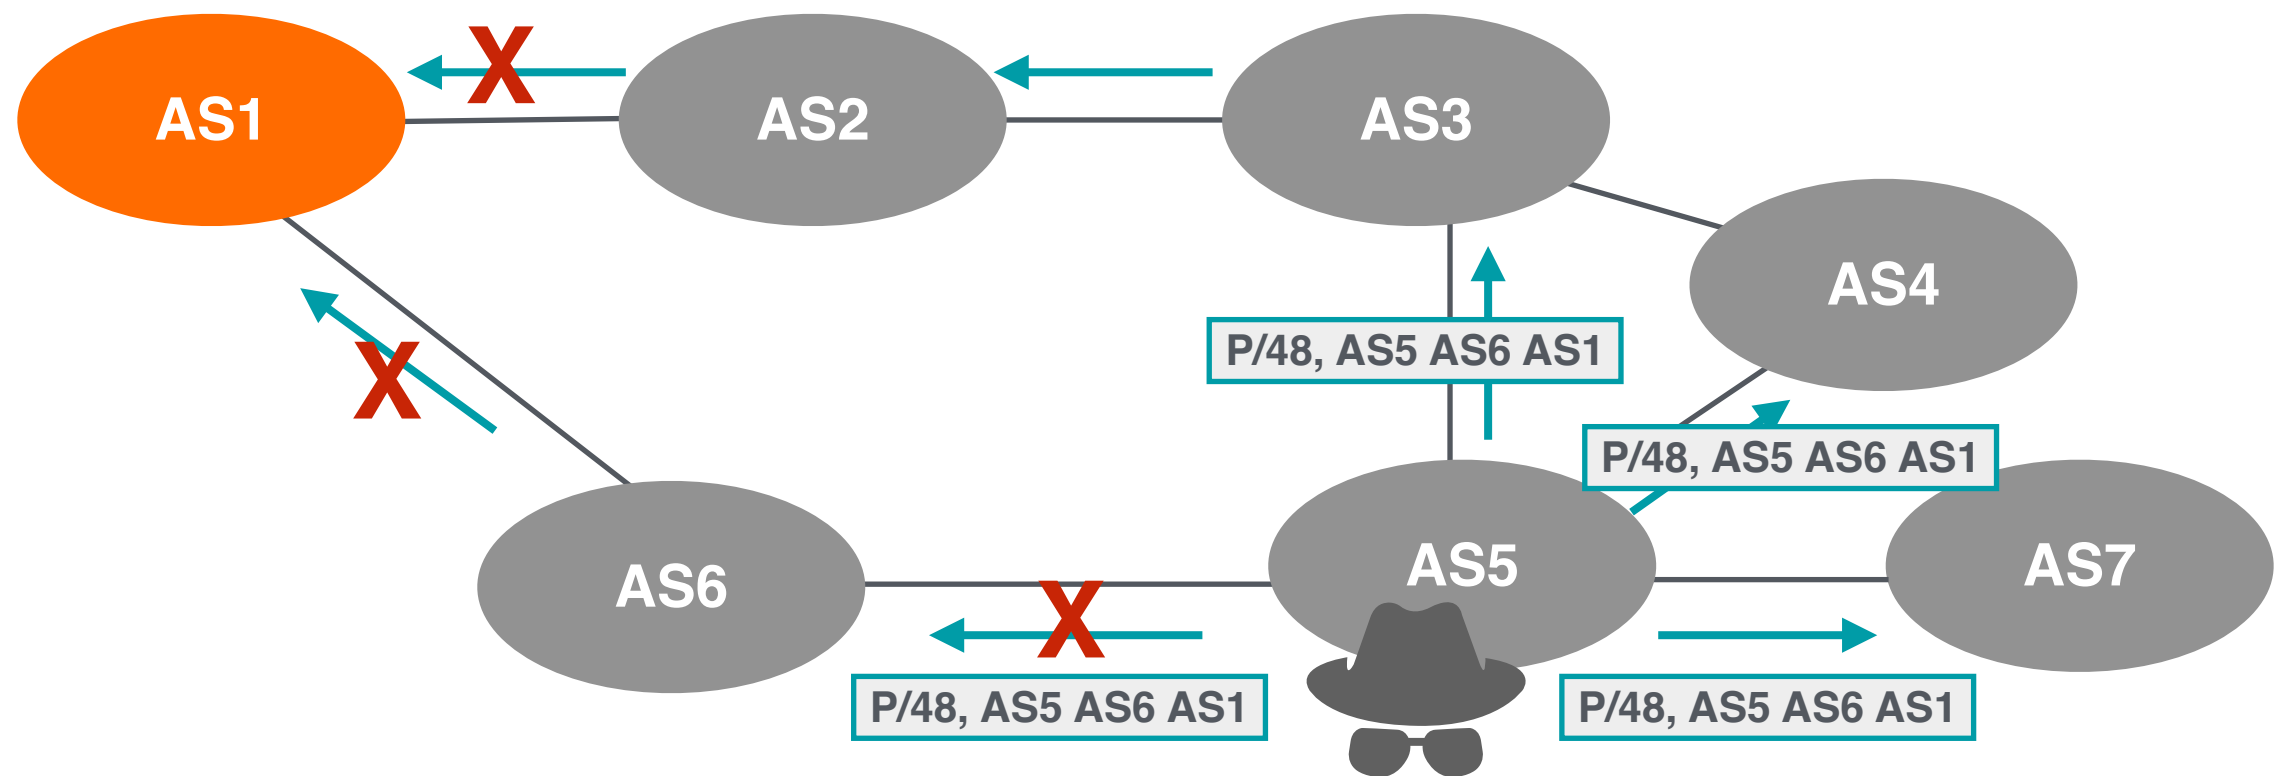 AS1
X
AS2
AS3
AS4
P/48, AS5 AS6 AS1
X
P/48, AS5 AS6 AS1
AS6
X
AS5
AS7
P/48, AS5 AS6 AS1
P/48, AS5 AS6 AS1